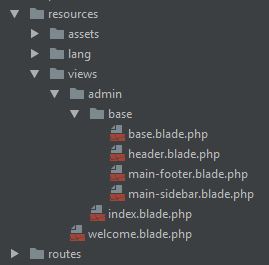 resources
assets
lang
views
admin
base
base.blade.php
header.blade.php
main-footer.blade.php
main-sidebar.blade.php
index.blade.php
welcome.blade.php
routes